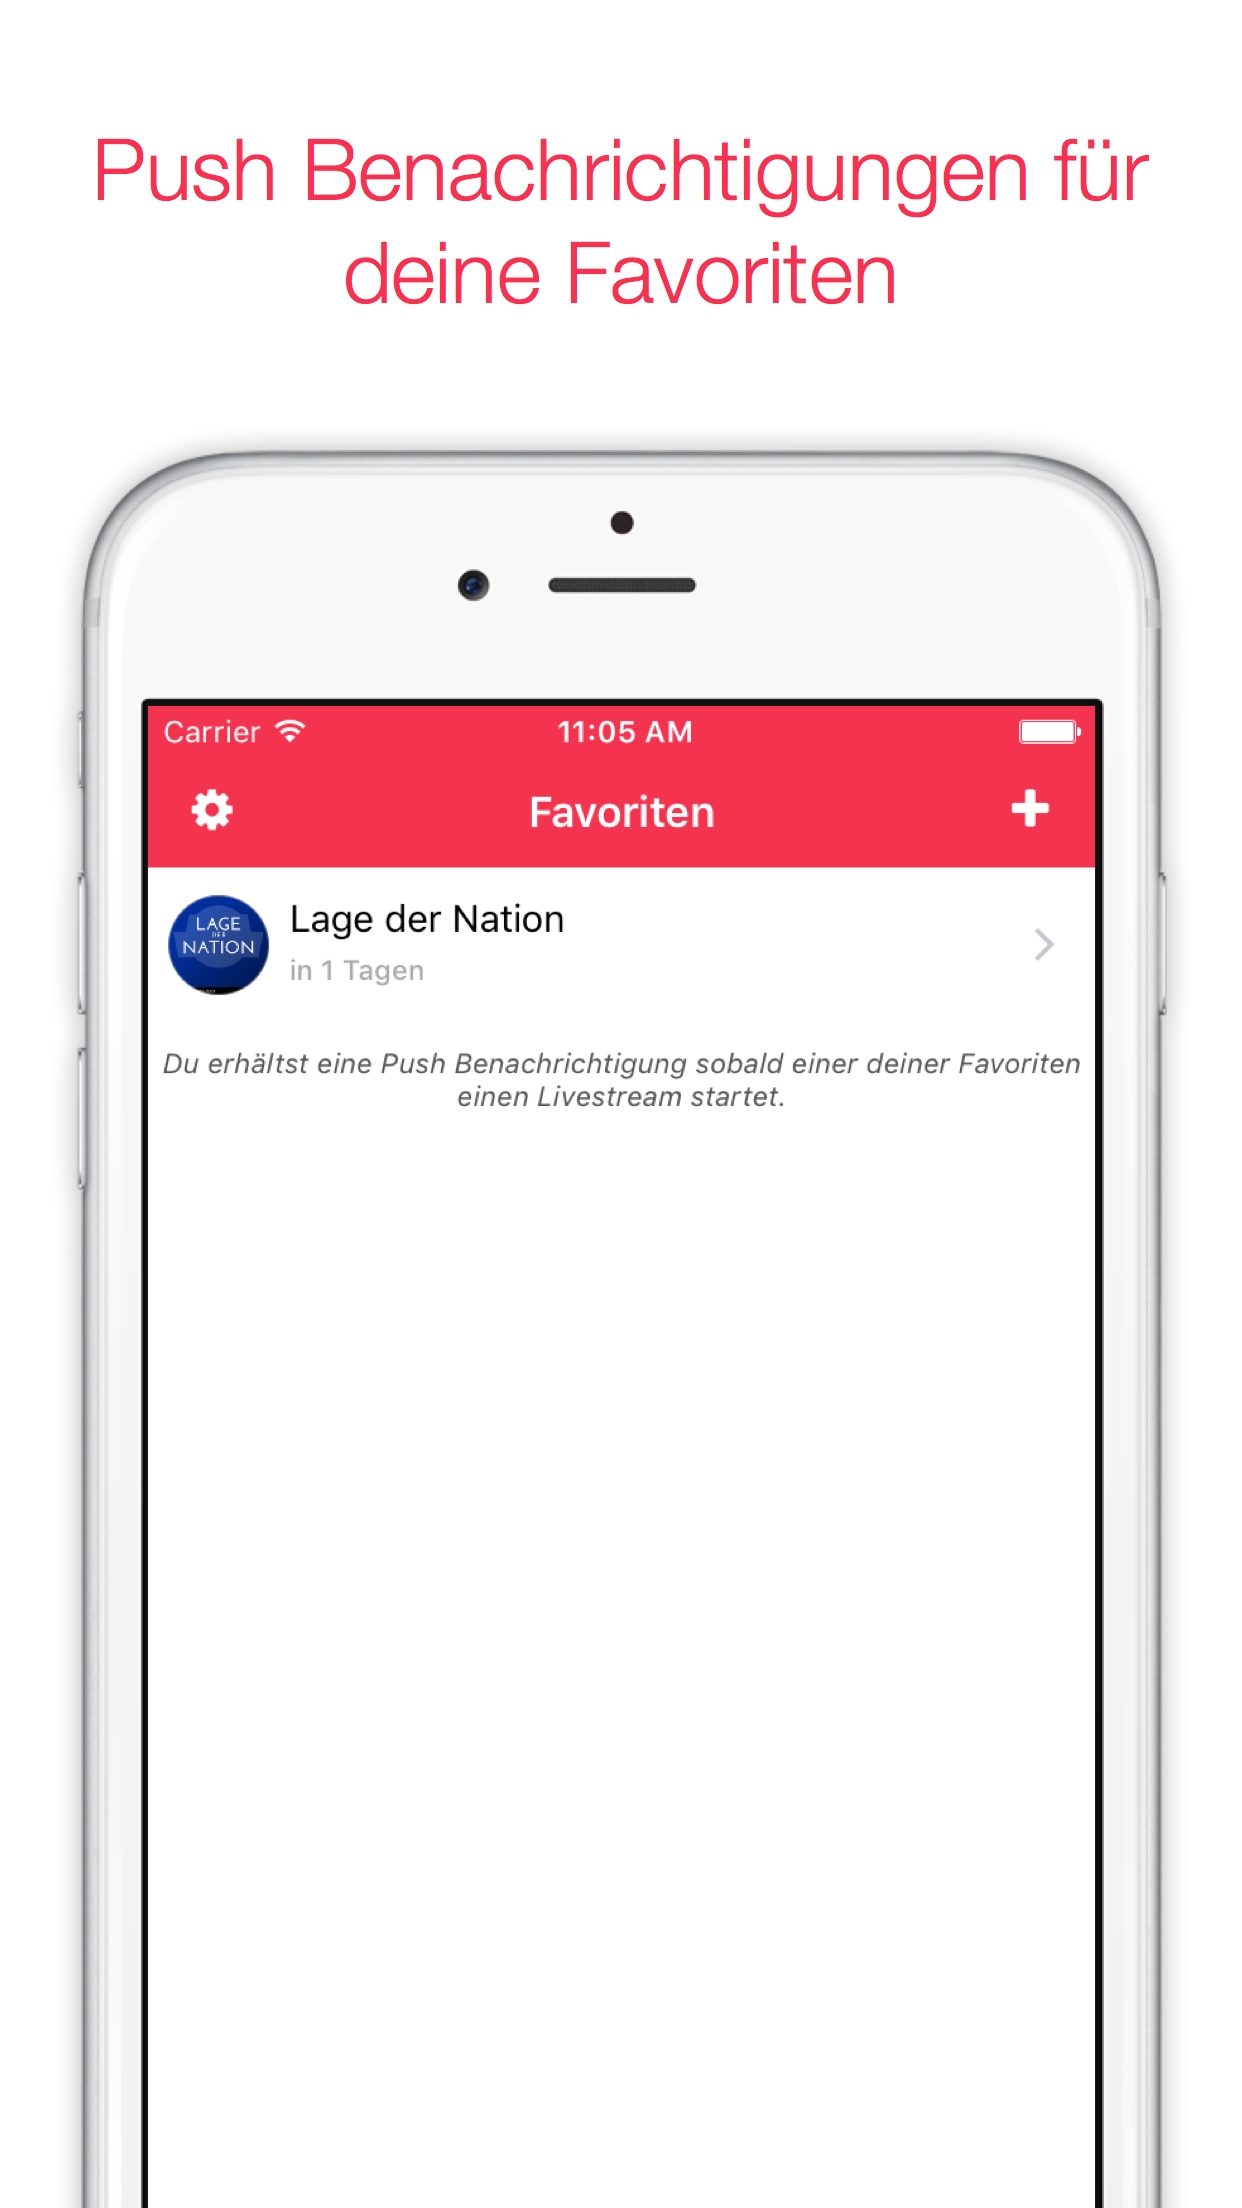 Push Benachrichtigungen für
deine Favoriten
Carrier 11:05 AM
Favoriten
LAGE
DER
NATION
Lage der Nation
in 1 Tagen
Du erhältst eine Push Benachrichtigung sobald einer deiner Favoriten
einen Livestream startet.